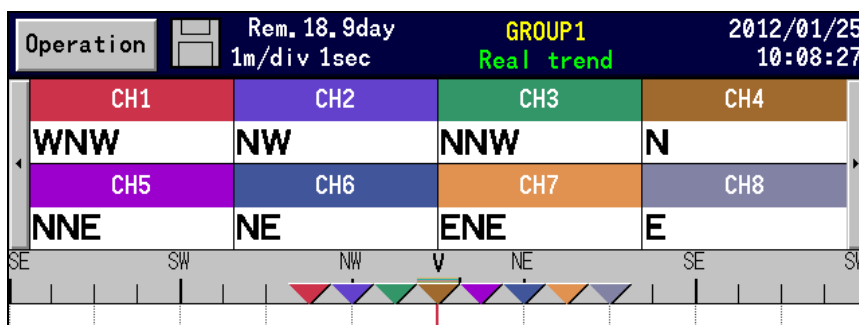 Operation
Rem. 18. 9day
1m/div 1sec
GROUP1
Real trend
2012/01/25
10:08:27
CH1 CH2 CH3 CH4
WNW NW NNW N
CH5 CH6 CH7 CH8
NNE NE ENE E
SE SW NW V NE SE SW